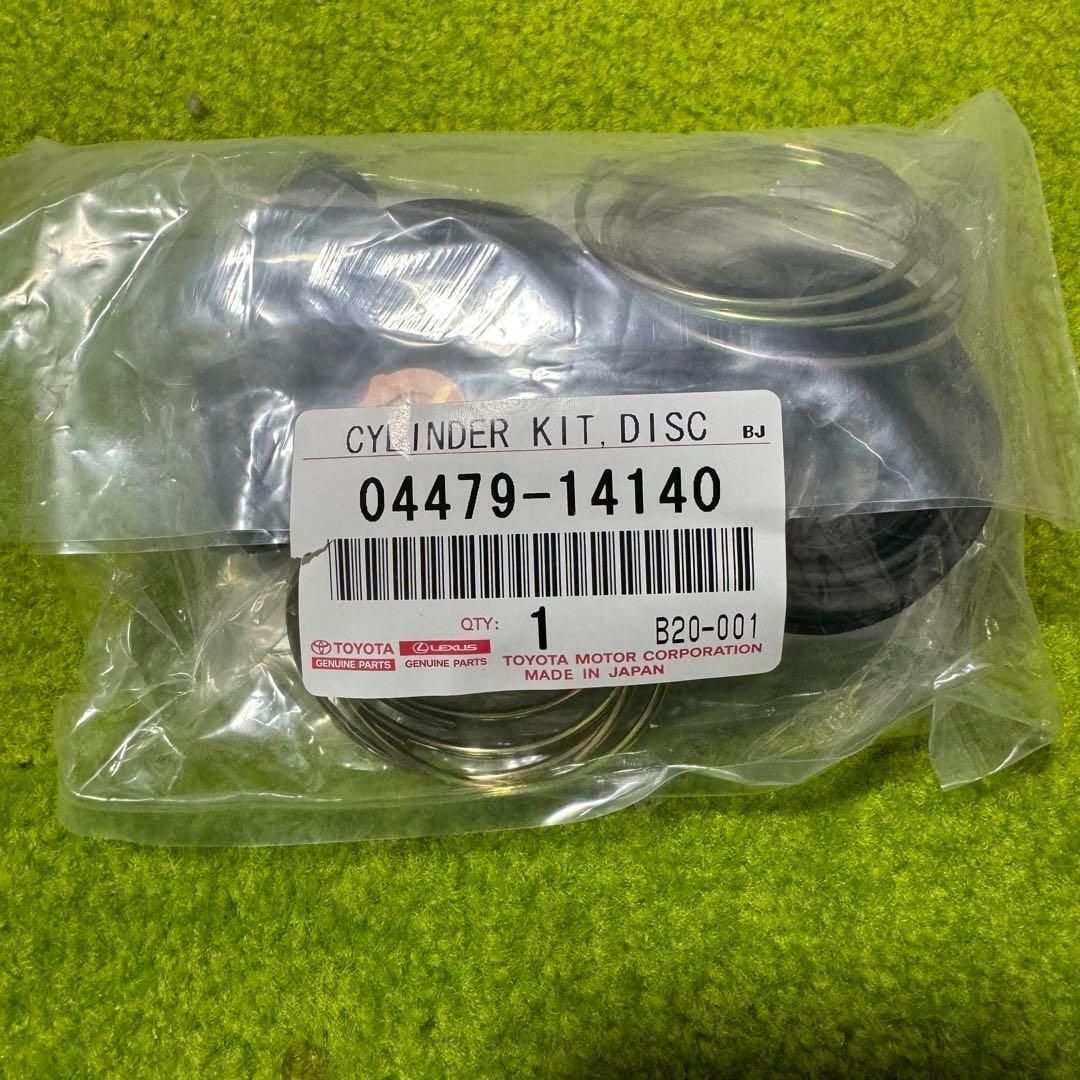 CYLINDER KIT, DISC BJ
04479-14140
QTY: 1 B20-001
TOYOTA LEXUS
GENUINE PARTS GENUINE PARTS
TOYOTA MOTOR CORPORATION
MADE IN JAPAN